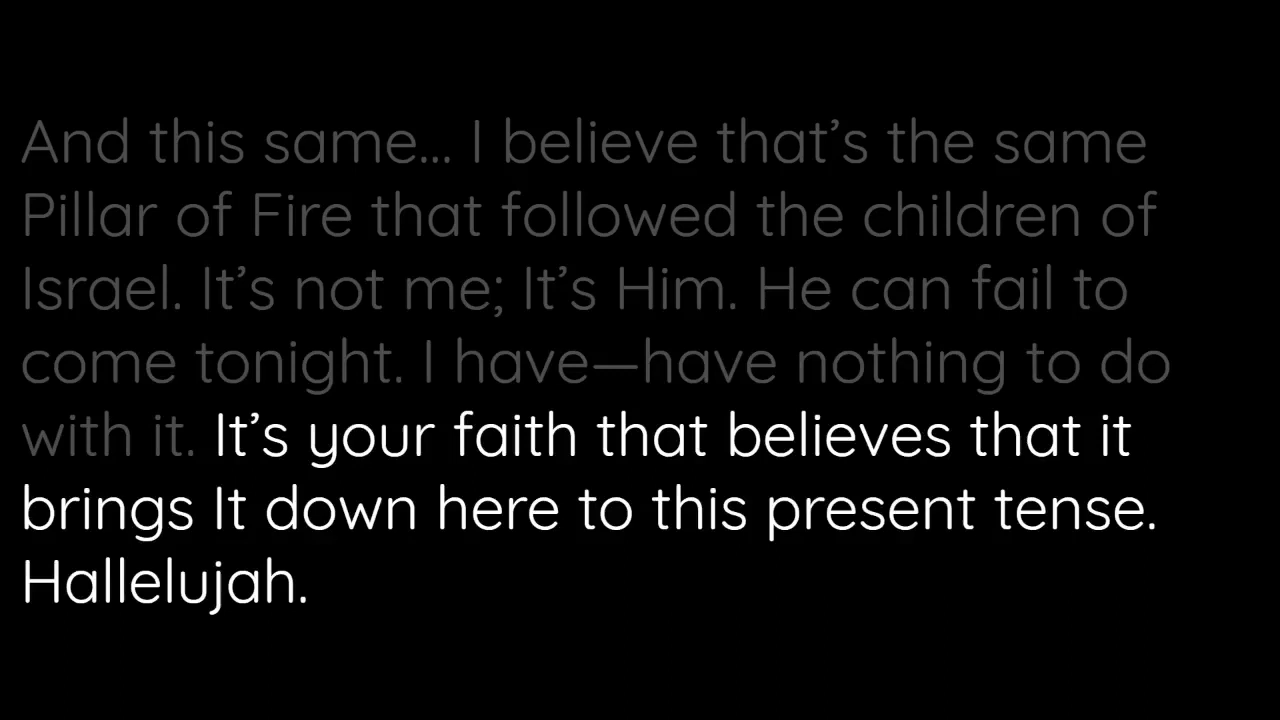 And this same... I believe that’s the same
Pillar of Fire that followed the children of
Israel. It’s not me; It’s Him. He can fail to
come tonight. I have—have nothing to do
with it. It’s your faith that believes that it
brings It down here to this present tense.
Hallelujah.